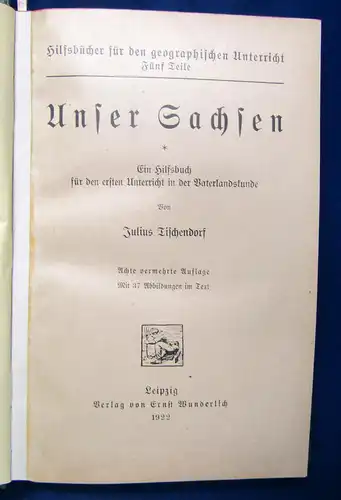 Hilfsbücher für den geographischen Unterricht
Fünf Teile
Unser Sachsen
*
Ein Hilfsbuch
für den ersten Unterricht in der Vaterlandskunde
Von
Julius Tischendorf
Achte vermehrte Auflage
Mit 37 Abbildungen im Text
Leipzig
Verlag von Ernst Wunderlich
1922